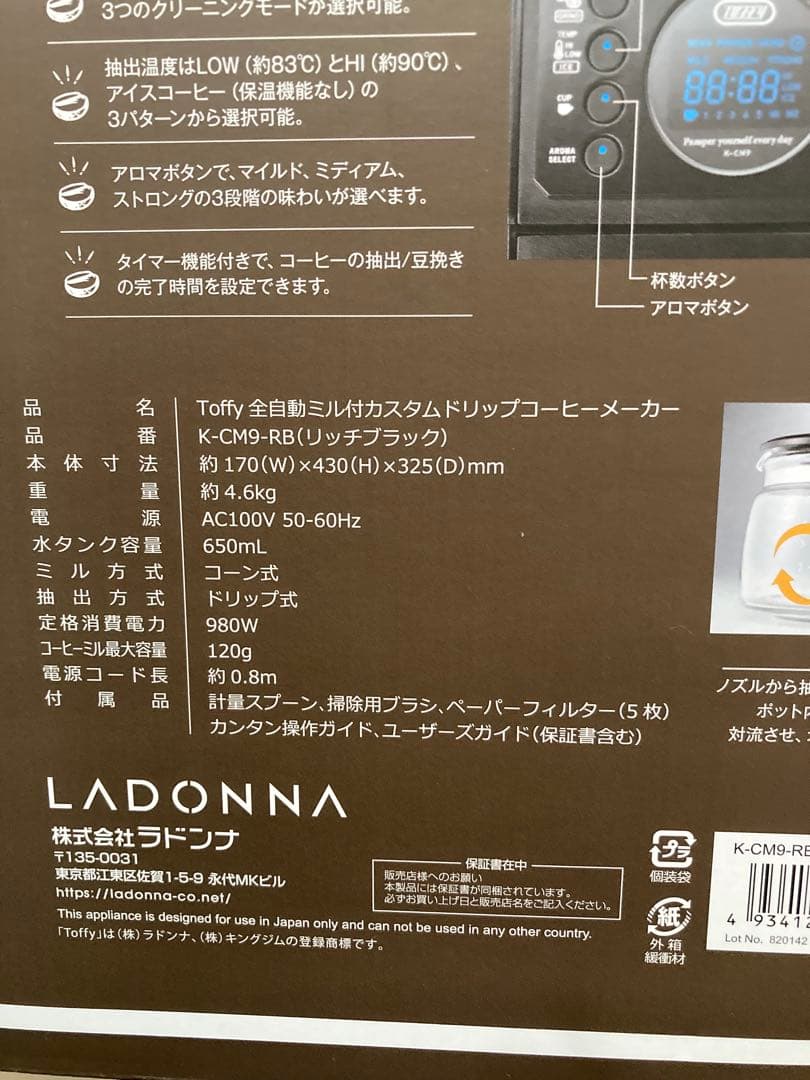 3つのクリーニングモードが選択可能。
抽出温度はLOW(約83℃)とHI(約90℃)、
アイスコーヒー(保温機能なし)の
3パターンから選択可能。
アロマボタンで、マイルド、ミディアム、
ストロングの3段階の味わいが選べます。
タイマー機能付きで、コーヒーの抽出/豆挽き
の完了時間を設定できます。
TEMP
HI
LOW
ICE
CUP
AROMA
SELECT
TOFFY
88:88
Pamper yourself every day
K-CM9
杯数ボタン
アロマボタン
品名 Toffy 全自動ミル付カスタムドリップコーヒーメーカー
品番 K-CM9-RB(リッチブラック)
本体寸法 約170(W)×430(H)×325(D)mm
重量 約4.6kg
電源 AC100V 50-60Hz
水タンク容量 650mL
ミル方式 コーン式
抽出方式 ドリップ式
定格消費電力 980W
コーヒーミル最大容量 120g
電源コード長 約0.8m
付属品 計量スプーン、掃除用ブラシ、ペーパーフィルター(5枚)
カンタン操作ガイド、ユーザーズガイド(保証書含む)
ノズルから抽
ポット内
対流させ、
LADONNA
株式会社ラドンナ
〒135-0031
東京都江東区佐賀1-5-9 永代MKビル
https://ladonna-co.net/
This appliance is designed for use in Japan only and can not be used in any other country.
「Toffy」は(株)ラドンナ、(株)キングジムの登録商標です。
保証書在中
販売店様へのお願い
本製品には保証書が同梱されています。
必ずお買い上げ日と販売店名をご記入ください。
プラ
個装袋
紙
外箱
緩衝材
K-CM9-RB
4 93412
Lot No. 820142